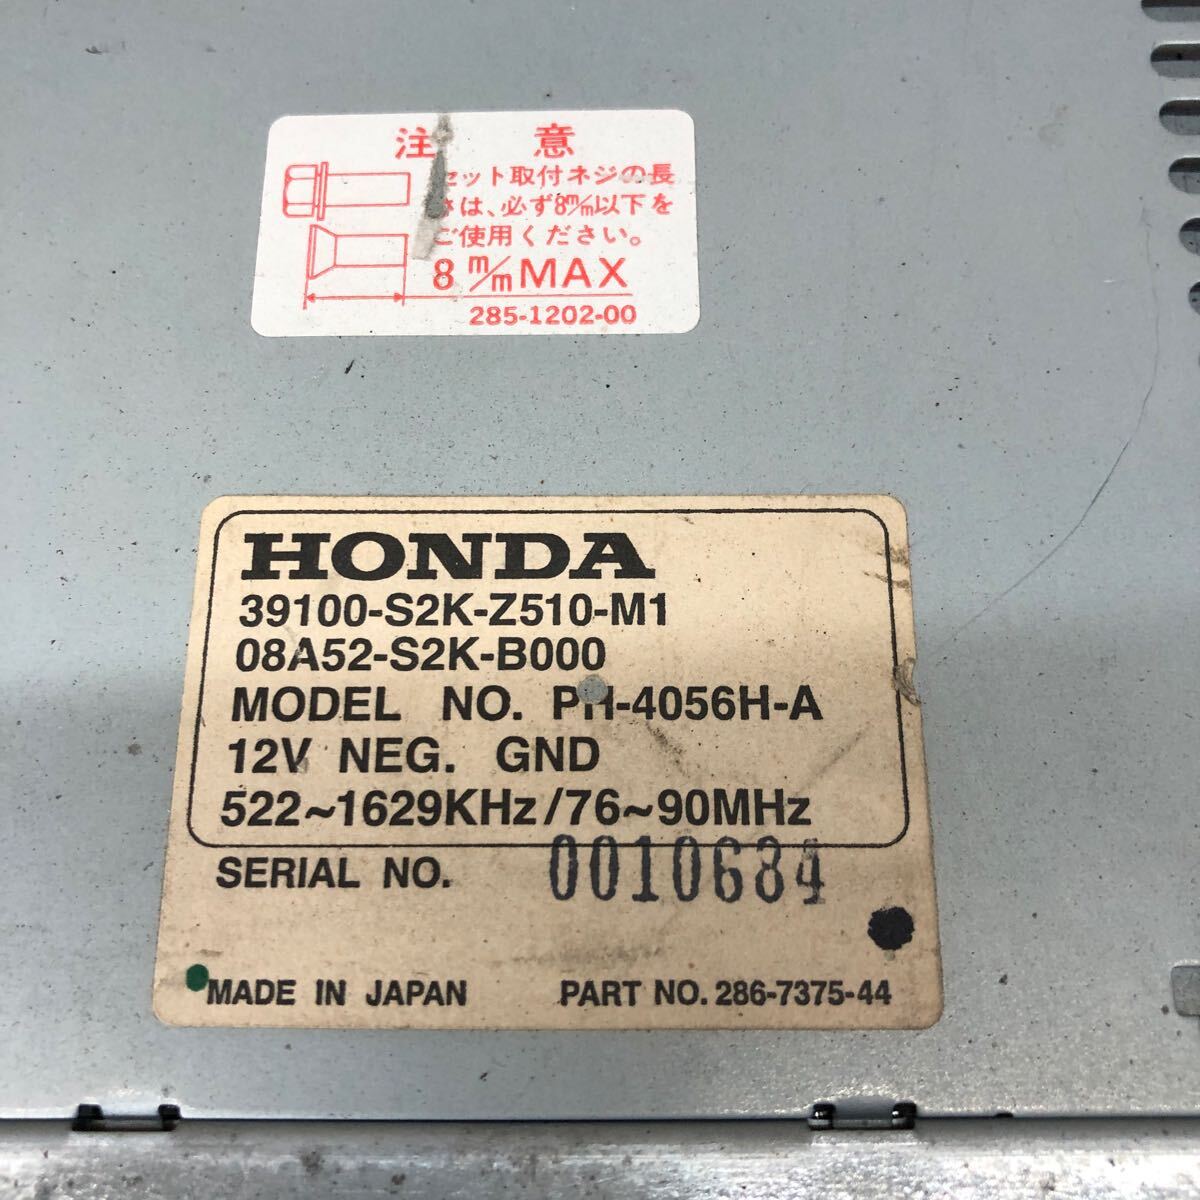 注 意
セット取付ネジの長
さは、必ず8m/m以下を
ご使用ください。
8 m/m MAX
285-1202-00
HONDA
39100-S2K-Z510-M1
08A52-S2K-B000
MODEL NO. PH-4056H-A
12V NEG. GND
522~1629KHz/76~90MHz
SERIAL NO. 0010684
MADE IN JAPAN PART NO. 286-7375-44